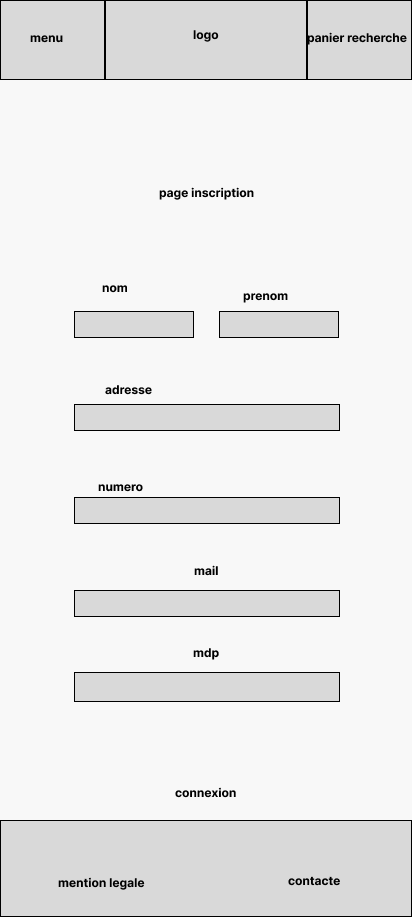 menu
logo
panier recherche
page inscription
nom
prenom
adresse
numero
mail
mdp
connexion
mention legale
contacte